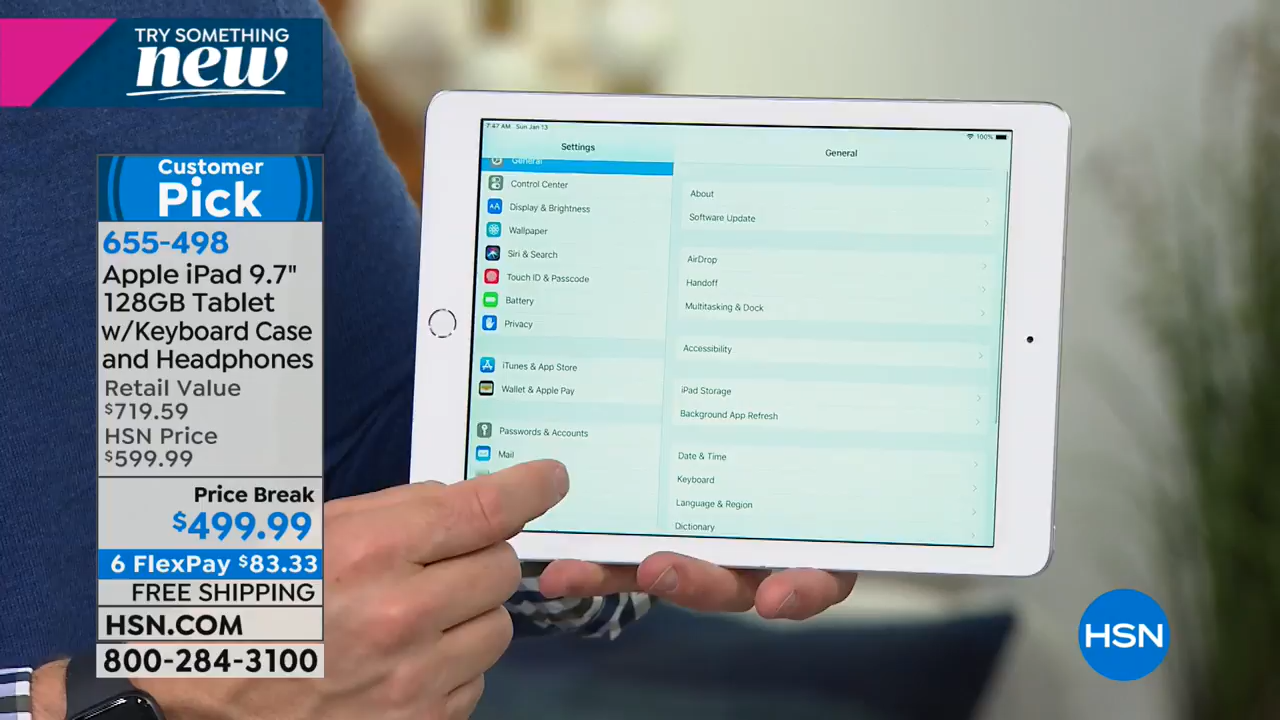 TRY SOMETHING
new
Customer
Pick
655-498
Apple iPad 9.7"
128GB Tablet
w/Keyboard Case
and Headphones
Retail Value
$719.59
HSN Price
$599.99
Price Break
$499.99
6 FlexPay $83.33
FREE SHIPPING
HSN.COM
800-284-3100
7:47 AM Sun Jan 13
100%
Settings
General
Control Center
Display & Brightness
Wallpaper
Siri & Search
Touch ID & Passcode
Battery
Privacy
iTunes & App Store
Wallet & Apple Pay
Passwords & Accounts
Mail
General
About
Software Update
AirDrop
Handoff
Multitasking & Dock
Accessibility
iPad Storage
Background App Refresh
Date & Time
Keyboard
Language & Region
Dictionary
HSN